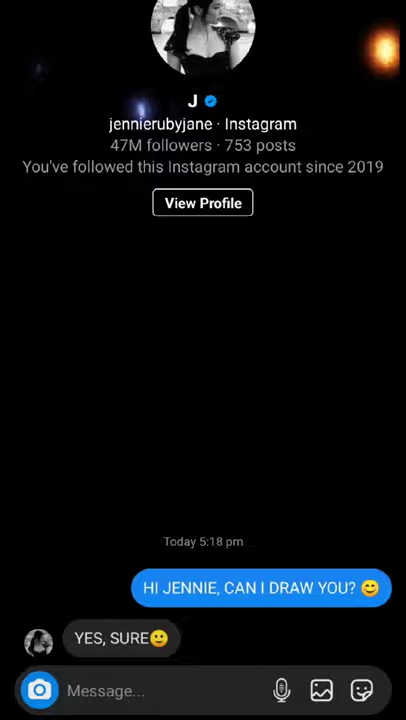 J
jennierubyjane · Instagram
47M followers · 753 posts
You've followed this Instagram account since 2019
View Profile
Today 5:18 pm
HI JENNIE, CAN I DRAW YOU? 😊
YES, SURE🙂
Message...